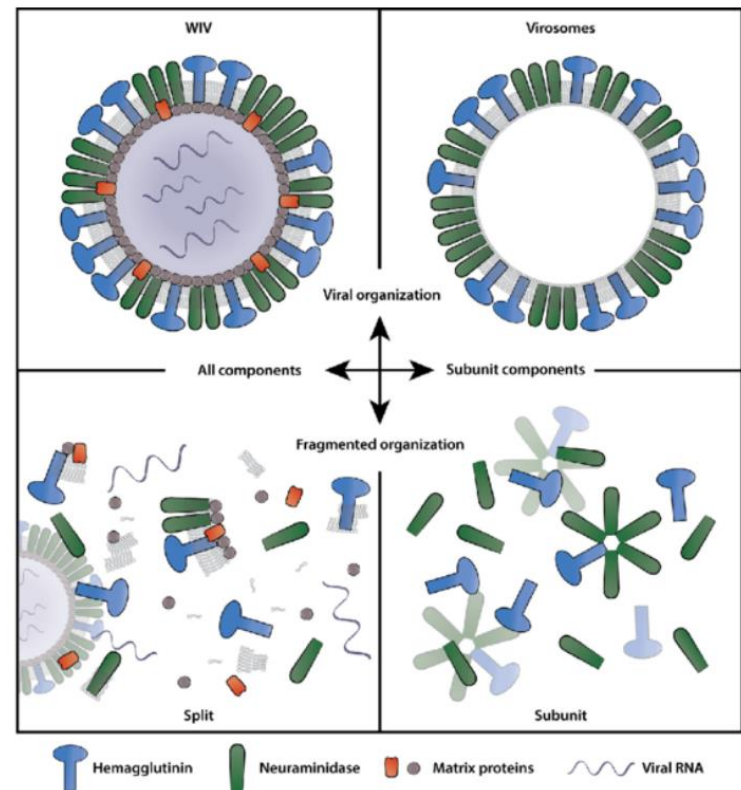 WIV
Virosomes
Viral organization
All components
Subunit components
Fragmented organization
Split
Subunit
Hemagglutinin
Neuraminidase
Matrix proteins
Viral RNA